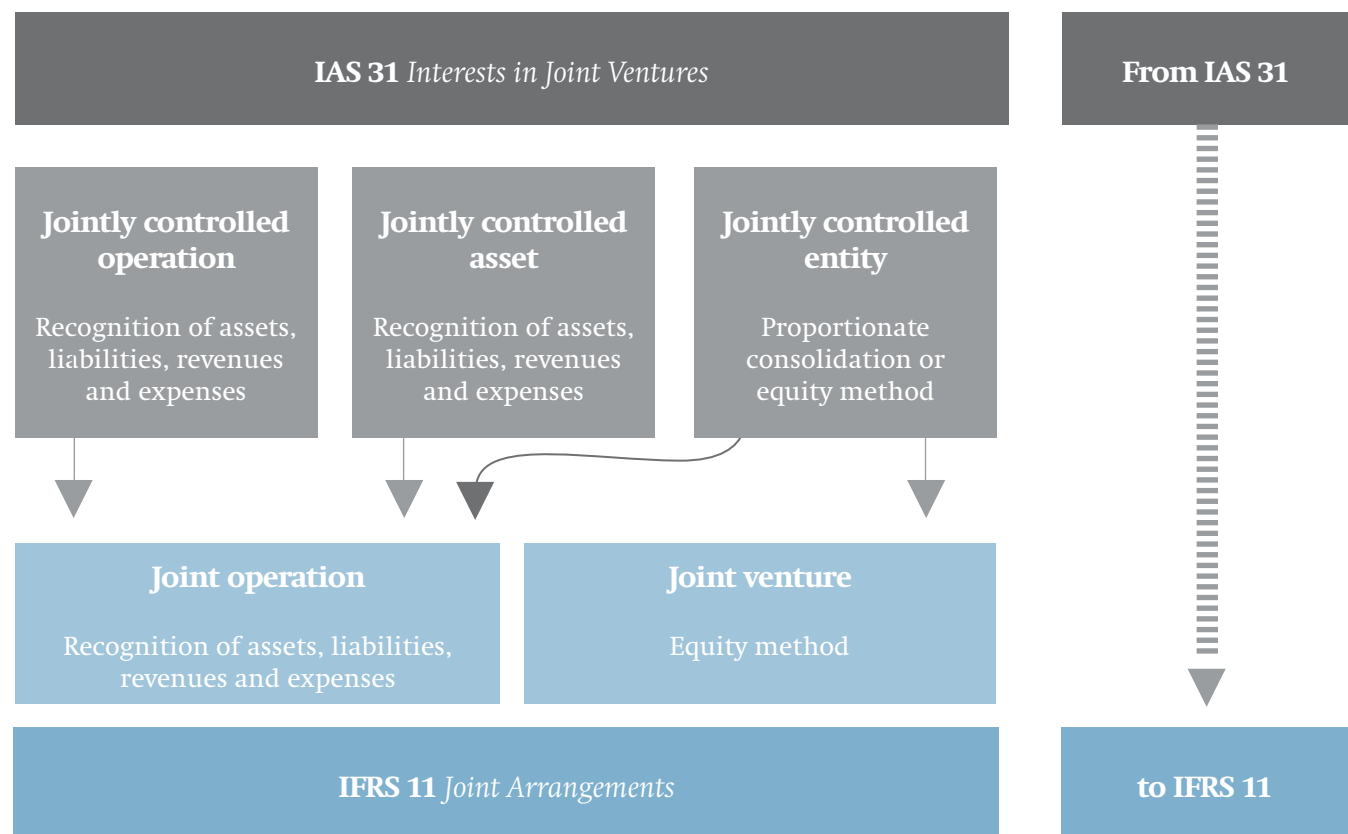 IAS 31 Interests in Joint Ventures
From IAS 31
Jointly controlled
operation
Recognition of assets,
liabilities, revenues
and expenses
Jointly controlled
asset
Recognition of assets,
liabilities, revenues
and expenses
Jointly controlled
entity
Proportionate
consolidation or
equity method
Joint operation
Recognition of assets, liabilities,
revenues and expenses
Joint venture
Equity method
IFRS 11 Joint Arrangements
to IFRS 11